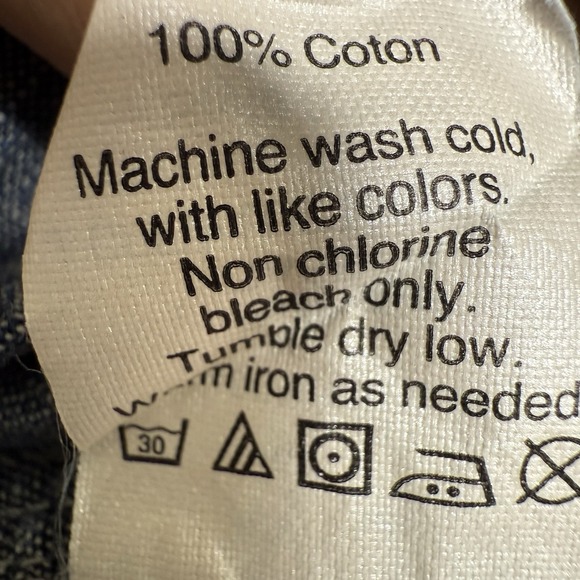 100% Coton
Machine wash cold,
with like colors.
Non chlorine
bleach only.
Tumble dry low.
Warm iron as needed
30